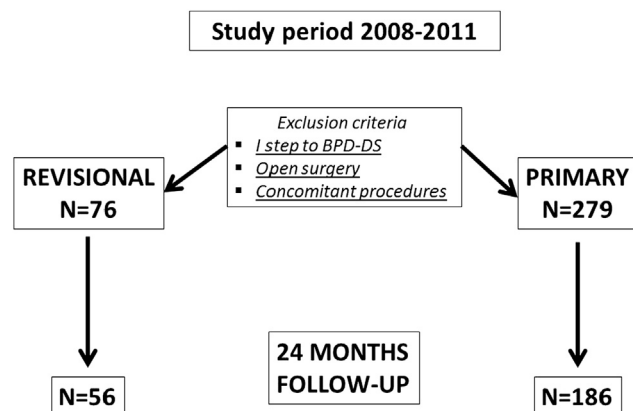 Study period 2008-2011
Exclusion criteria
▪ I step to BPD-DS
▪ Open surgery
▪ Concomitant procedures
REVISIONAL
N=76
PRIMARY
N=279
24 MONTHS
FOLLOW-UP
N=56
N=186